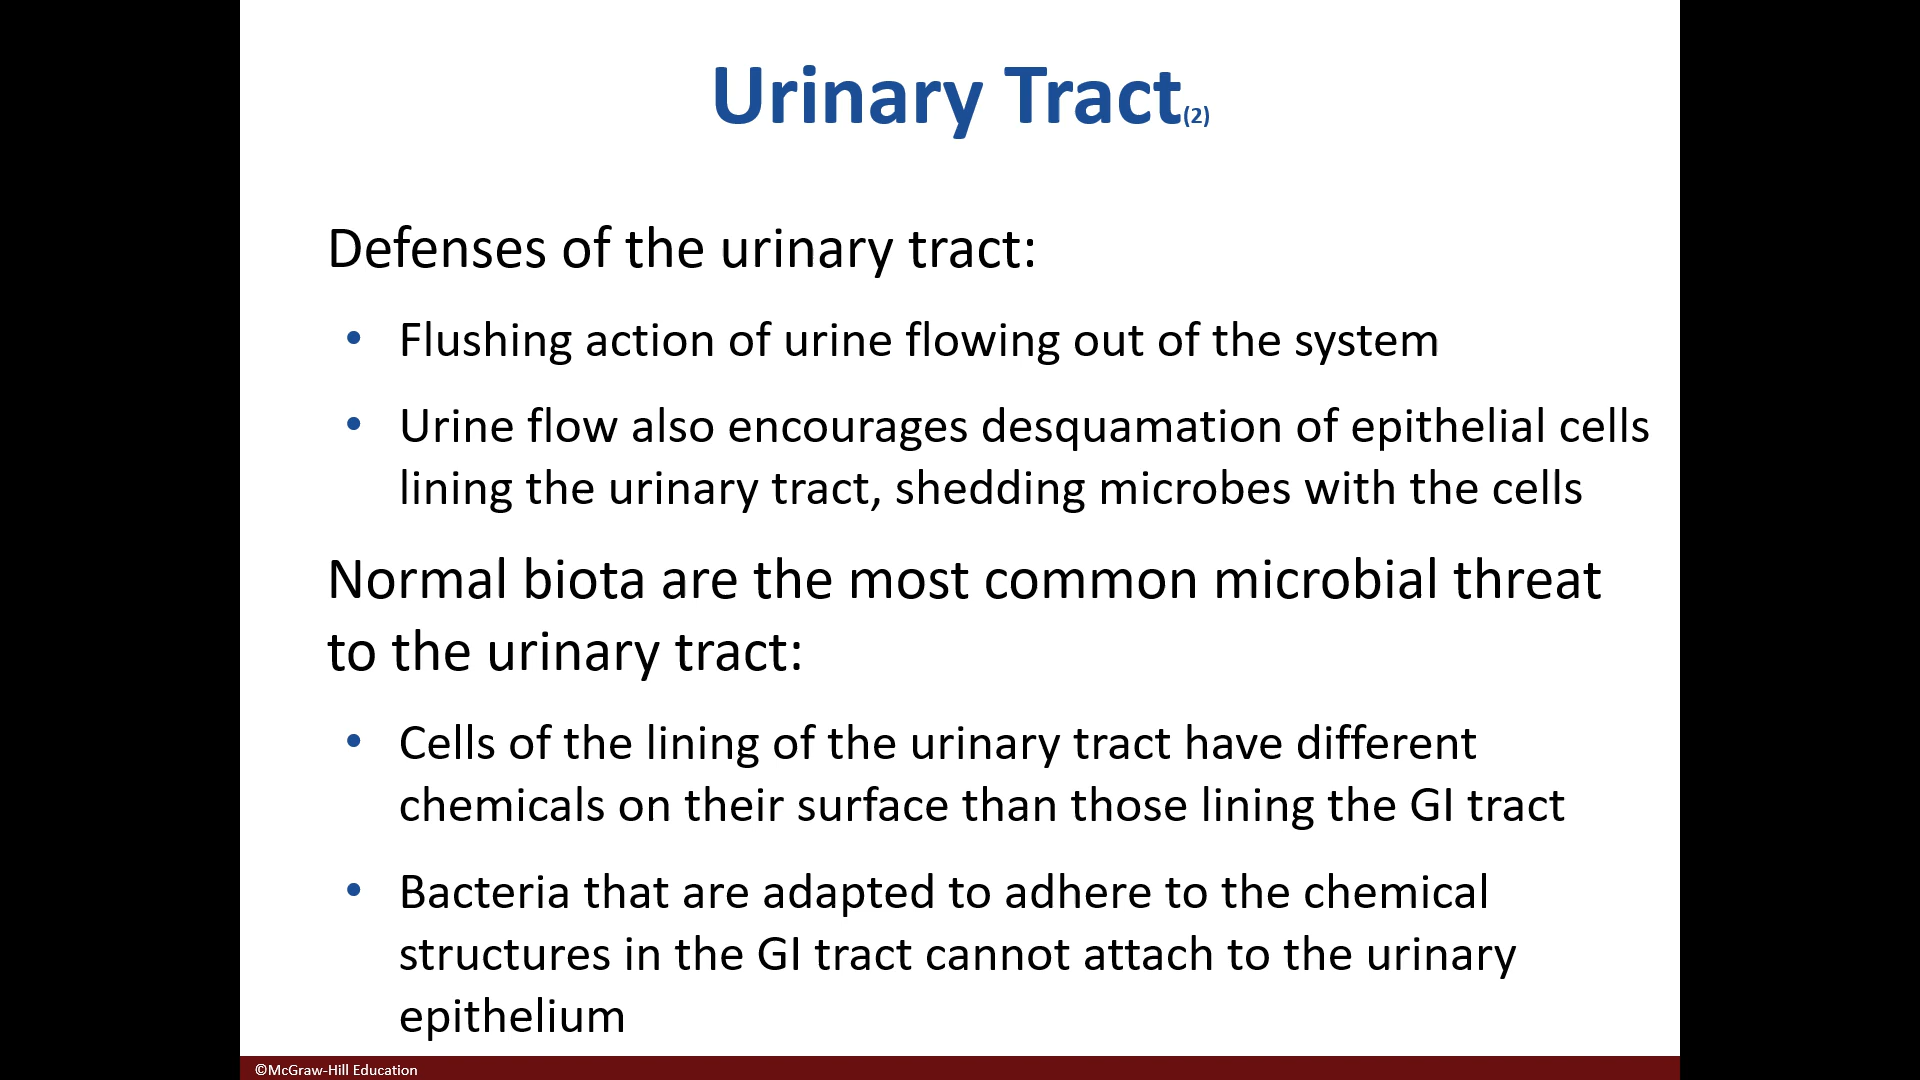 Urinary Tract(2)
Defenses of the urinary tract:
• Flushing action of urine flowing out of the system
• Urine flow also encourages desquamation of epithelial cells
lining the urinary tract, shedding microbes with the cells
Normal biota are the most common microbial threat
to the urinary tract:
• Cells of the lining of the urinary tract have different
chemicals on their surface than those lining the GI tract
• Bacteria that are adapted to adhere to the chemical
structures in the GI tract cannot attach to the urinary
epithelium
©McGraw-Hill Education